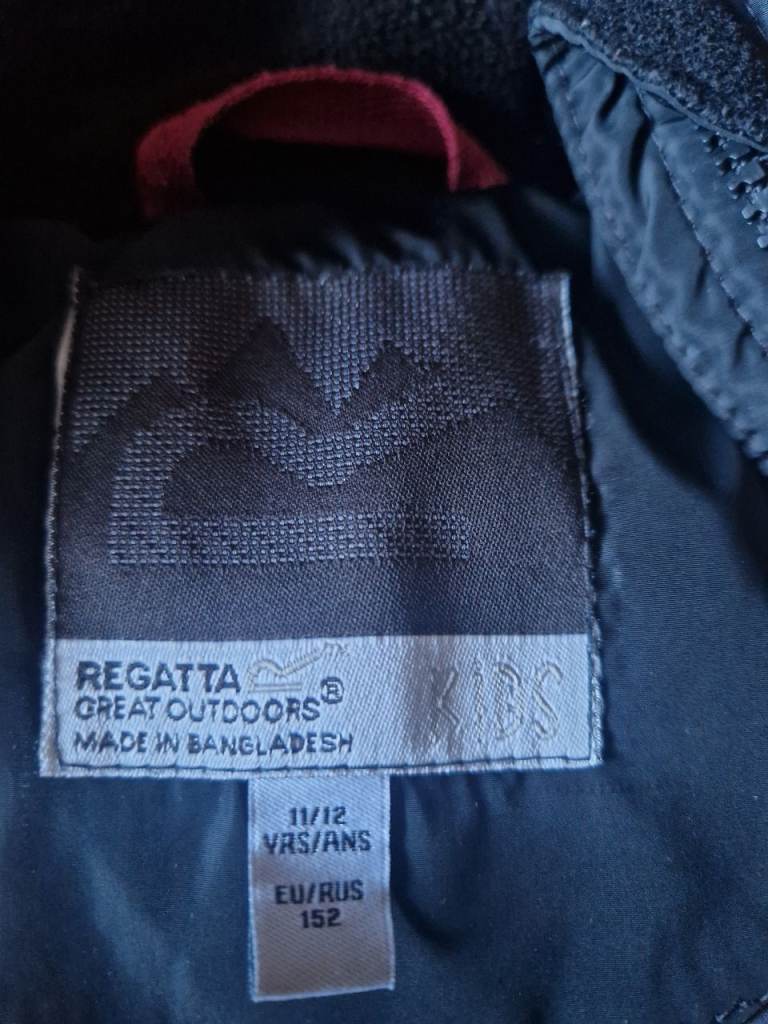 REGATTA
GREAT OUTDOORS®
MADE IN BANGLADESH
KIDS
11/12
YRS/ANS
EU/RUS
152